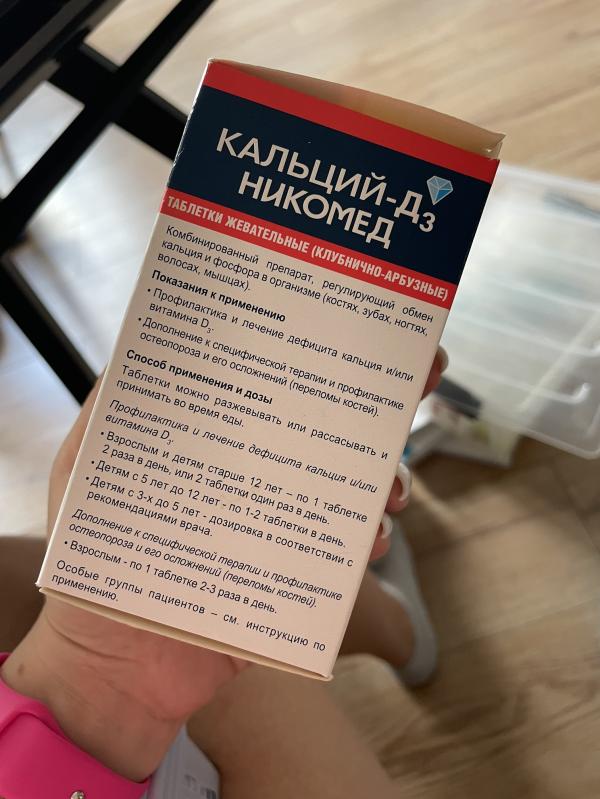 КАЛЬЦИЙ-Д3
НИКОМЕД
ТАБЛЕТКИ ЖЕВАТЕЛЬНЫЕ (КЛУБНИЧНО-АРБУЗНЫЕ)
Комбинированный препарат, регулирующий обмен
кальция и фосфора в организме (костях, зубах, ногтях,
волосах, мышцах).
Показания к применению
• Профилактика и лечение дефицита кальция и/или
витамина D3.
• Дополнение к специфической терапии и профилактике
остеопороза и его осложнений (переломы костей).
Способ применения и дозы
Таблетки можно разжевывать или рассасывать и
принимать во время еды.
Профилактика и лечение дефицита кальция и/или
витамина D3.
• Взрослым и детям старше 12 лет – по 1 таблетке
2 раза в день, или 2 таблетки один раз в день.
• Детям с 5 лет до 12 лет - по 1-2 таблетки в день.
• Детям с 3-х до 5 лет - дозировка в соответствии с
рекомендациями врача.
Дополнение к специфической терапии и профилактике
остеопороза и его осложнений (переломы костей).
• Взрослым - по 1 таблетке 2-3 раза в день.
Особые группы пациентов – см. инструкцию по
применению.